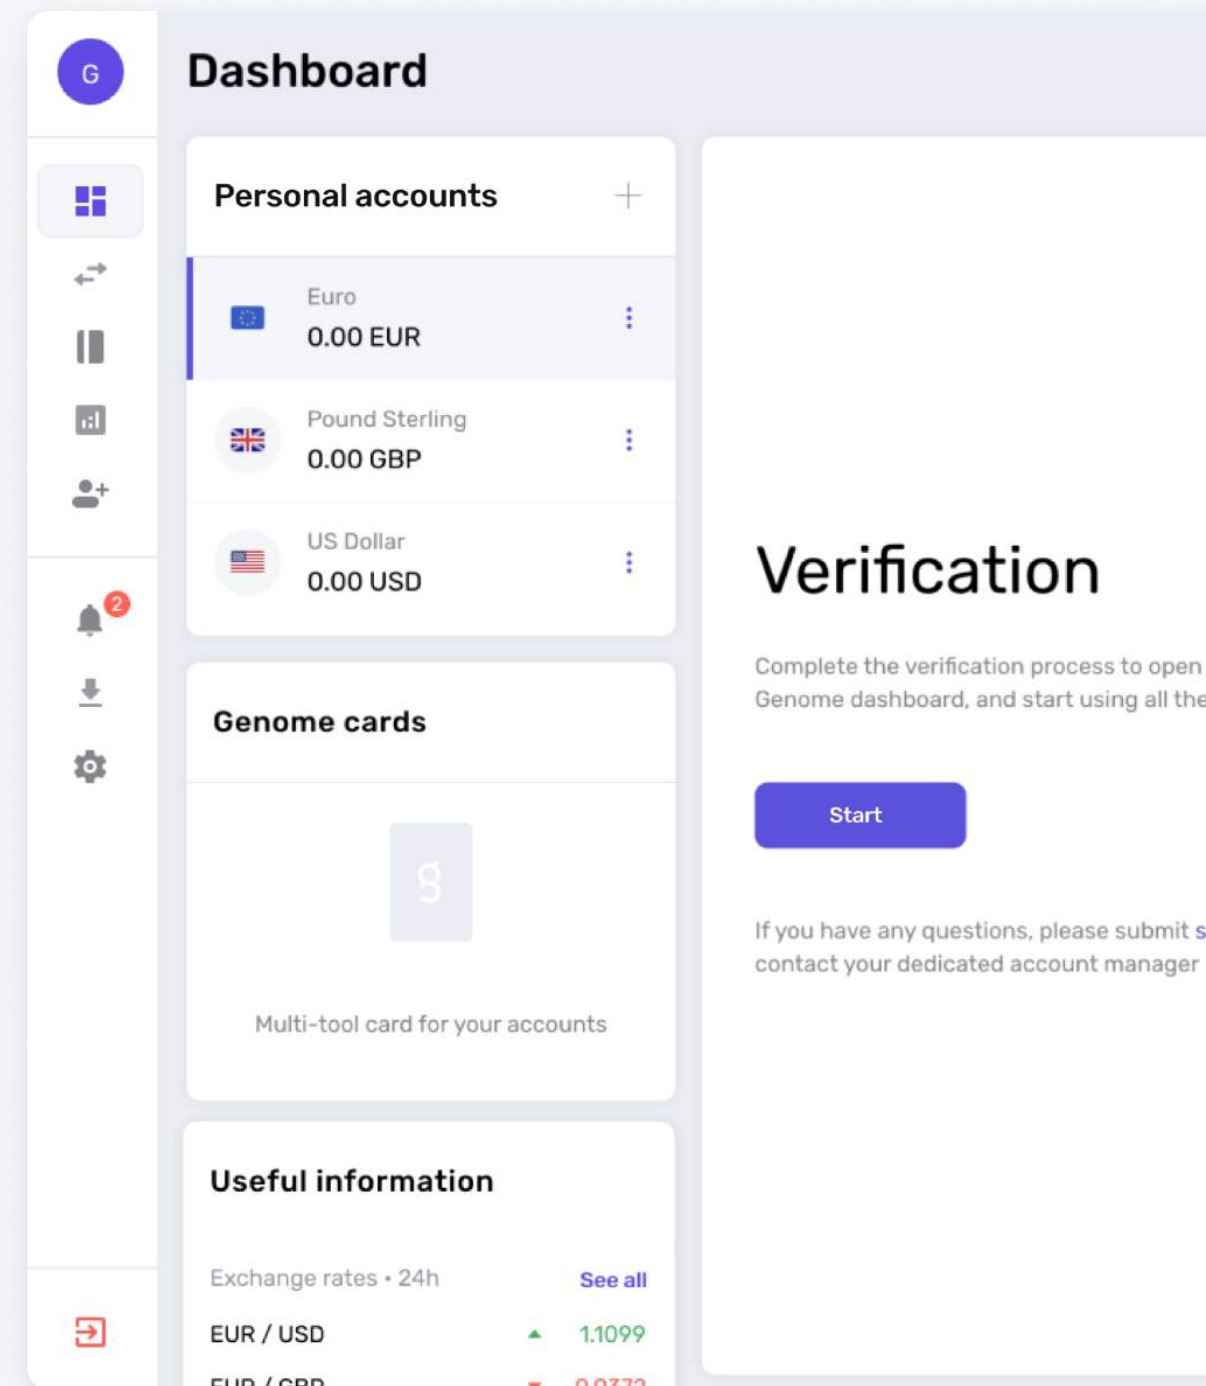 G
Dashboard
Personal accounts
Euro
0.00 EUR
Pound Sterling
0.00 GBP
US Dollar
0.00 USD
2
Genome cards
g
Multi-tool card for your accounts
Useful information
Exchange rates • 24h
See all
EUR / USD
1.1099
EUR / GBP
Verification
Complete the verification process to open
Genome dashboard, and start using all the
Start
If you have any questions, please submit s
contact your dedicated account manager